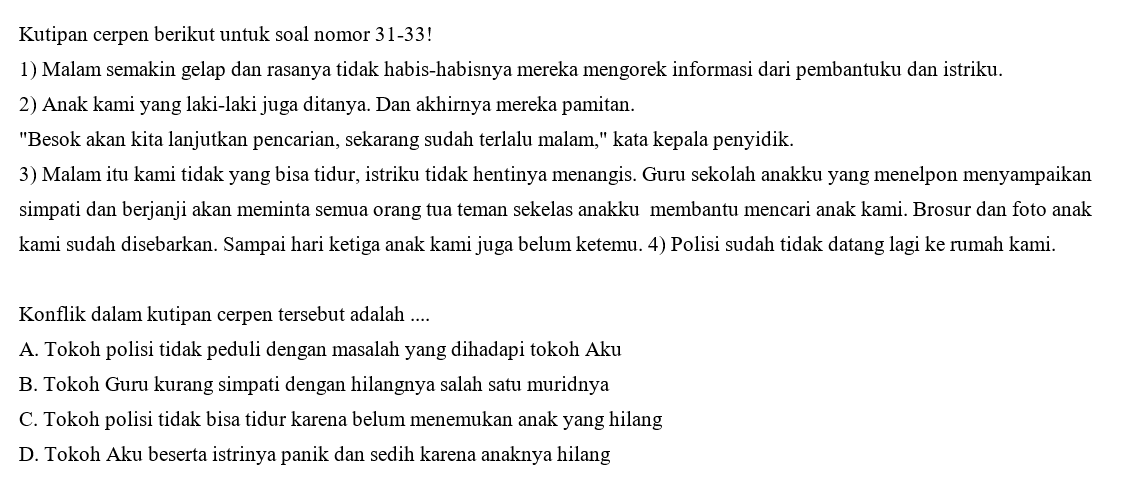 Kutipan cerpen berikut untuk soal nomor 31-33!
1) Malam semakin gelap dan rasanya tidak habis-habisnya mereka mengorek informasi dari pembantuku dan istriku.
2) Anak kami yang laki-laki juga ditanya. Dan akhirnya mereka pamitan.
"Besok akan kita lanjutkan pencarian, sekarang sudah terlalu malam," kata kepala penyidik.
3) Malam itu kami tidak yang bisa tidur, istriku tidak hentinya menangis. Guru sekolah anakku yang menelpon menyampaikan
simpati dan berjanji akan meminta semua orang tua teman sekelas anakku  membantu mencari anak kami. Brosur dan foto anak
kami sudah disebarkan. Sampai hari ketiga anak kami juga belum ketemu. 4) Polisi sudah tidak datang lagi ke rumah kami.
Konflik dalam kutipan cerpen tersebut adalah ....
A. Tokoh polisi tidak peduli dengan masalah yang dihadapi tokoh Aku
B. Tokoh Guru kurang simpati dengan hilangnya salah satu muridnya
C. Tokoh polisi tidak bisa tidur karena belum menemukan anak yang hilang
D. Tokoh Aku beserta istrinya panik dan sedih karena anaknya hilang